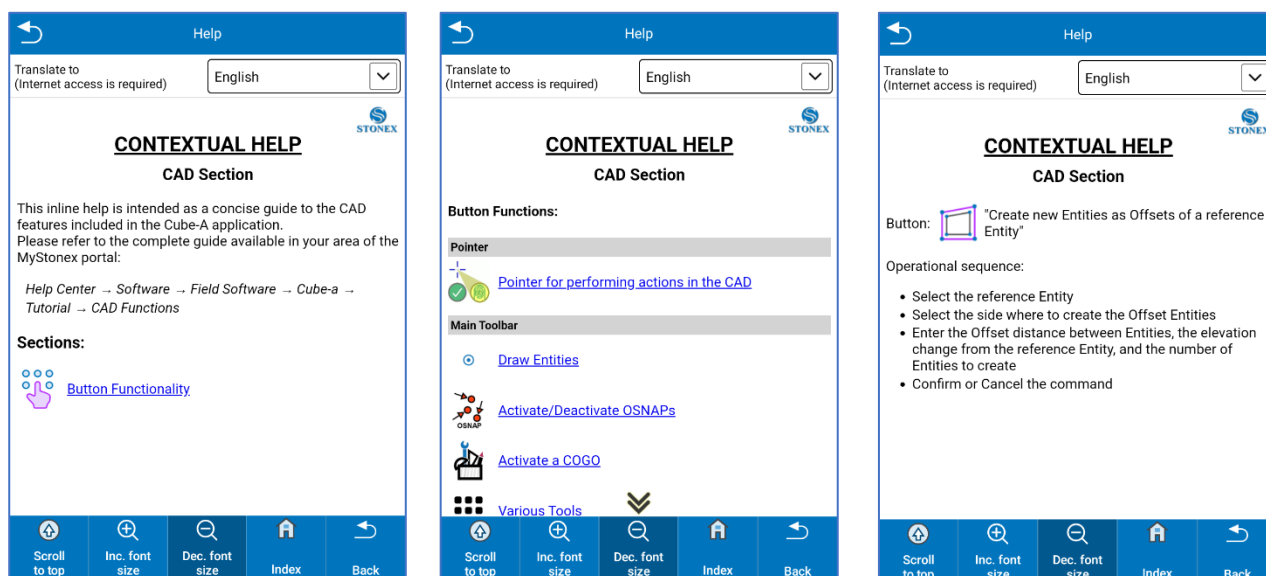 Help
Translate to
(Internet access is required)
English
STONEX
CONTEXTUAL HELP
CAD Section
This inline help is intended as a concise guide to the CAD
features included in the Cube-A application.
Please refer to the complete guide available in your area of the
MyStonex portal:
Help Center → Software → Field Software → Cube-a →
Tutorial → CAD Functions
Sections:
Button Functionality
Scroll
to top
Inc. font
size
Dec. font
size
Index
Back
Help
Translate to
(Internet access is required)
English
STONEX
CONTEXTUAL HELP
CAD Section
Button Functions:
Pointer
Pointer for performing actions in the CAD
Main Toolbar
Draw Entities
OSNAP
Activate/Deactivate OSNAPs
Activate a COGO
Various Tools
Scroll
to top
Inc. font
size
Dec. font
size
Index
Back
Help
Translate to
(Internet access is required)
English
STONEX
CONTEXTUAL HELP
CAD Section
Button:
"Create new Entities as Offsets of a reference
Entity"
Operational sequence:
• Select the reference Entity
• Select the side where to create the Offset Entities
• Enter the Offset distance between Entities, the elevation
change from the reference Entity, and the number of
Entities to create
• Confirm or Cancel the command
Scroll
to top
Inc. font
size
Dec. font
size
Index
Back